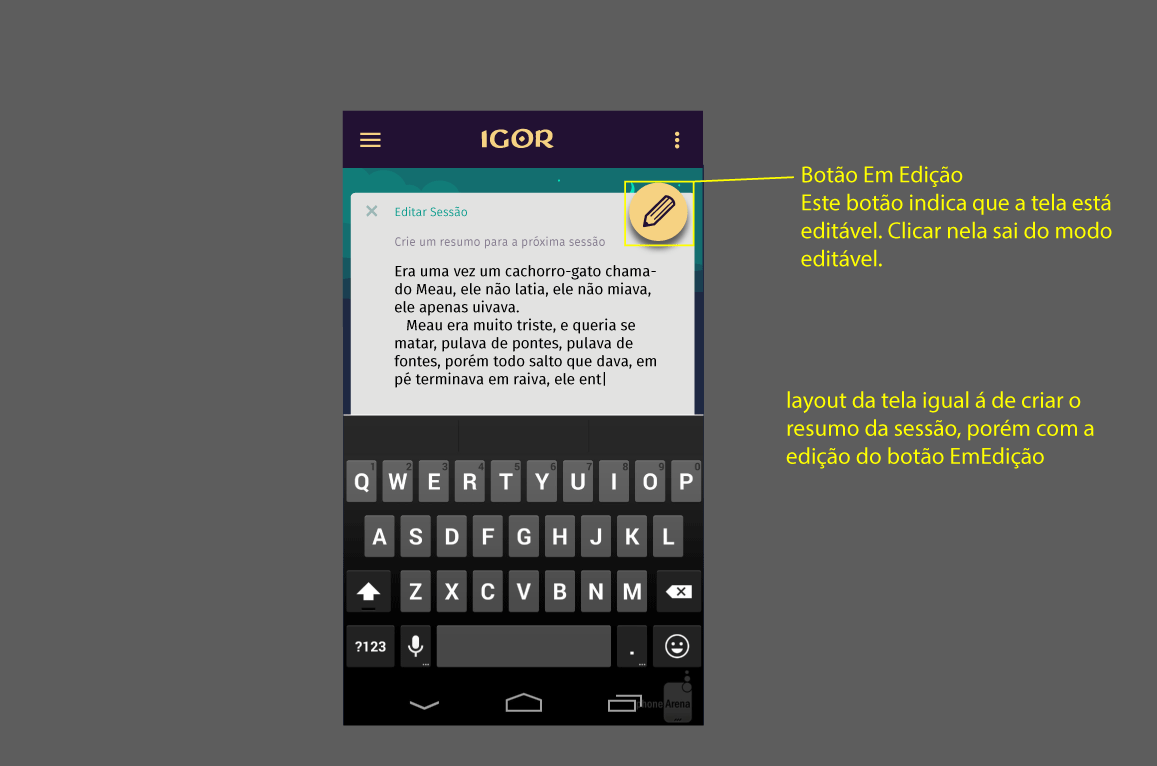 IGOR
Botão Em Edição
Este botão indica que a tela está
editável. Clicar nela sai do modo
editável.
Editar Sessão
Crie um resumo para a próxima sessão
Era uma vez um cachorro-gato chama-
do Meau, ele não latia, ele não miava,
ele apenas uivava.
Meau era muito triste, e queria se
matar, pulava de pontes, pulava de
fontes, porém todo salto que dava, em
pé terminava em raiva, ele ent
layout da tela igual á de criar o
resumo da sessão, porém com a
edição do botão EmEdição
1 2 3 4 5 6 7 8 9 0
Q W E R T Y U I O P
A S D F G H J K L
Z X C V B N M
?123 ... . ...
phoneArena